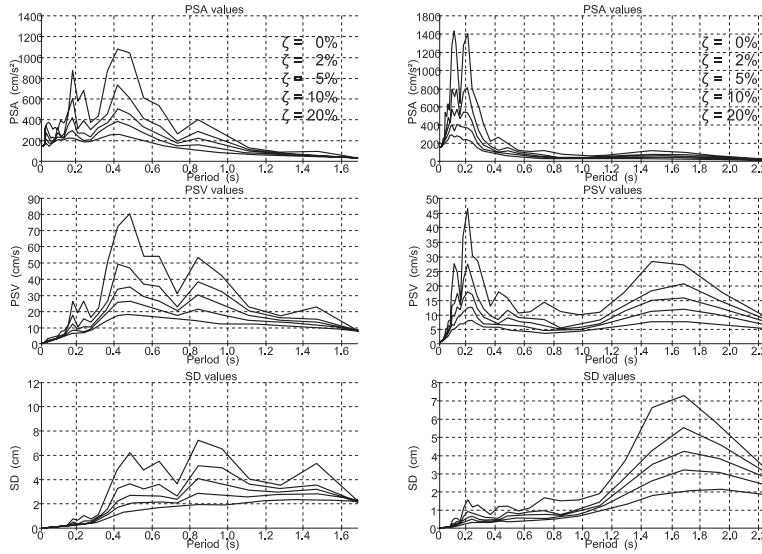 PSA values
1400
1200
1000
800
600
400
200
0
PSA (cm/s²)
ζ = 0%
ζ = 2%
ζ = 5%
ζ = 10%
ζ = 20%
0 0.2 0.4 0.6 0.8 1.0 1.2 1.4 1.6
Period (s)
PSA values
1800
1600
1400
1200
1000
800
600
400
200
0
PSA (cm/s²)
ζ = 0%
ζ = 2%
ζ = 5%
ζ = 10%
ζ = 20%
0 0.2 0.4 0.6 0.8 1.0 1.2 1.4 1.6 1.8 2.0 2.2
Period (s)
PSV values
90
80
70
60
50
40
30
20
10
0
PSV (cm/s)
0 0.2 0.4 0.6 0.8 1.0 1.2 1.4 1.6
Period (s)
PSV values
50
45
40
35
30
25
20
15
10
5
0
PSV (cm/s)
0 0.2 0.4 0.6 0.8 1.0 1.2 1.4 1.6 1.8 2.0 2.2
Period (s)
SD values
12
10
8
6
4
2
0
SD (cm)
0 0.2 0.4 0.6 0.8 1.0 1.2 1.4 1.6
Period (s)
SD values
8
7
6
5
4
3
2
1
0
SD (cm)
0 0.2 0.4 0.6 0.8 1.0 1.2 1.4 1.6 1.8 2.0 2.2
Period (s)